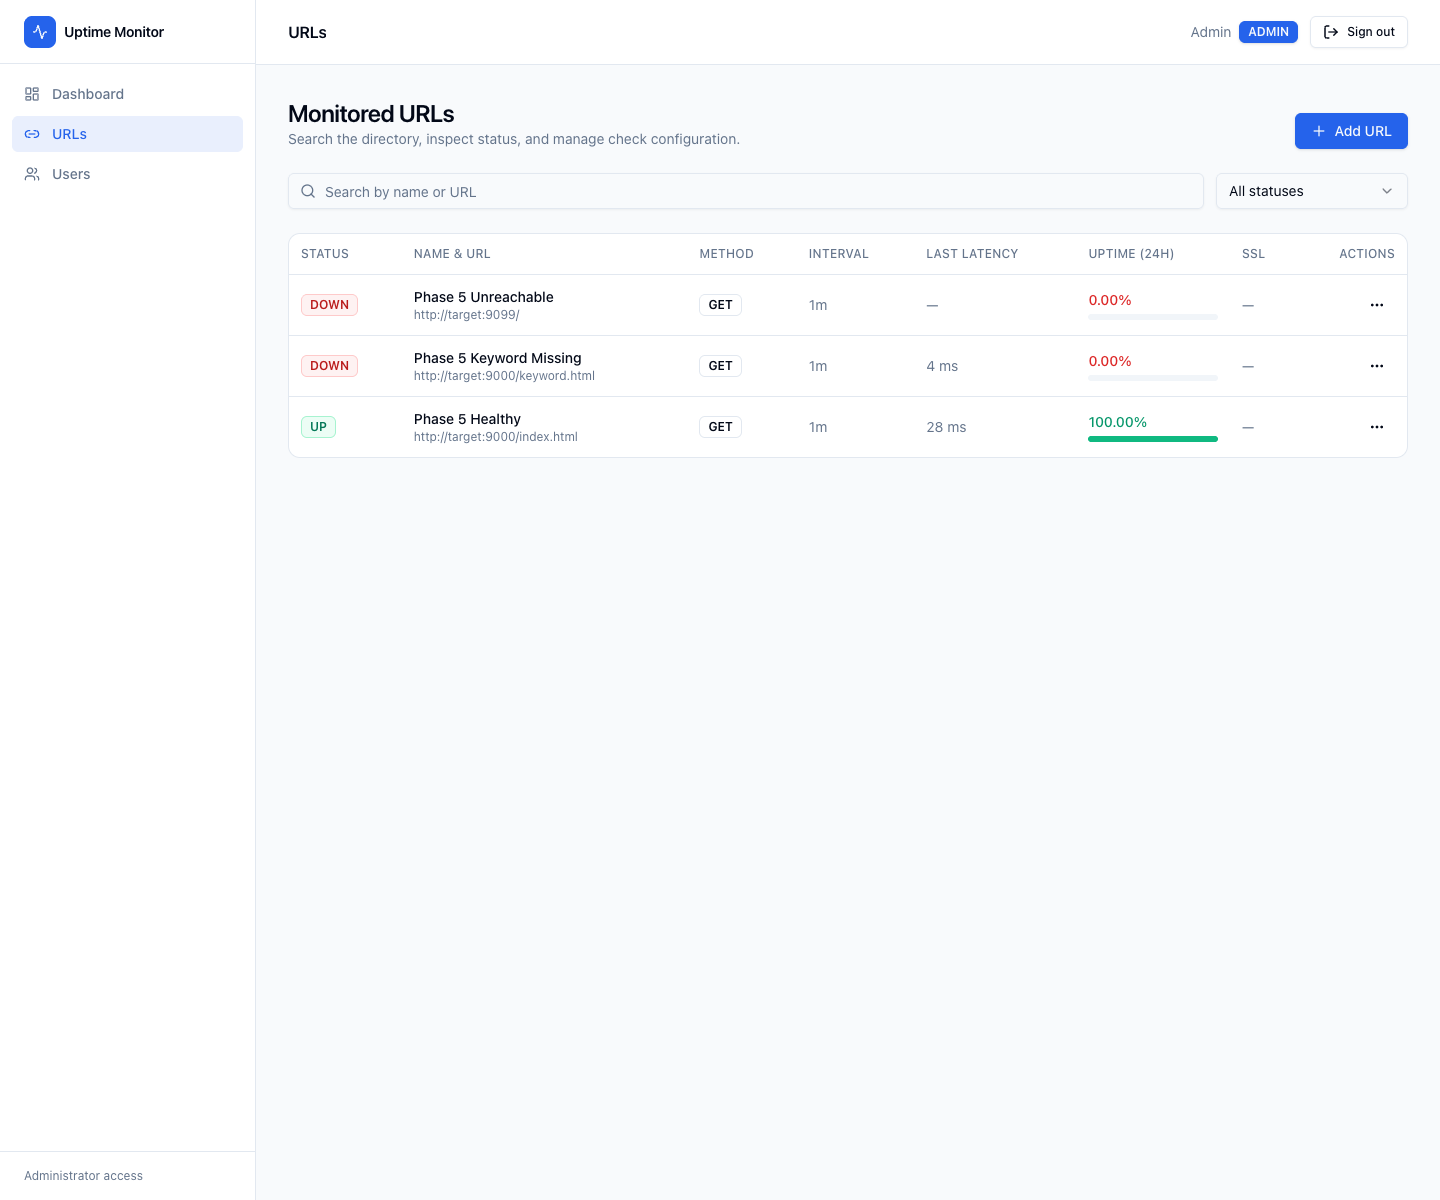 Uptime Monitor
URLs
Admin
ADMIN
Sign out
Dashboard
URLs
Users
Monitored URLs
Search the directory, inspect status, and manage check configuration.
Add URL
Search by name or URL
All statuses
STATUS NAME & URL METHOD INTERVAL LAST LATENCY UPTIME (24H) SSL ACTIONS
DOWN Phase 5 Unreachable GET 1m — 0.00% —
http://target:9099/
DOWN Phase 5 Keyword Missing GET 1m 4 ms 0.00% —
http://target:9000/keyword.html
UP Phase 5 Healthy GET 1m 28 ms 100.00% —
http://target:9000/index.html
Administrator access